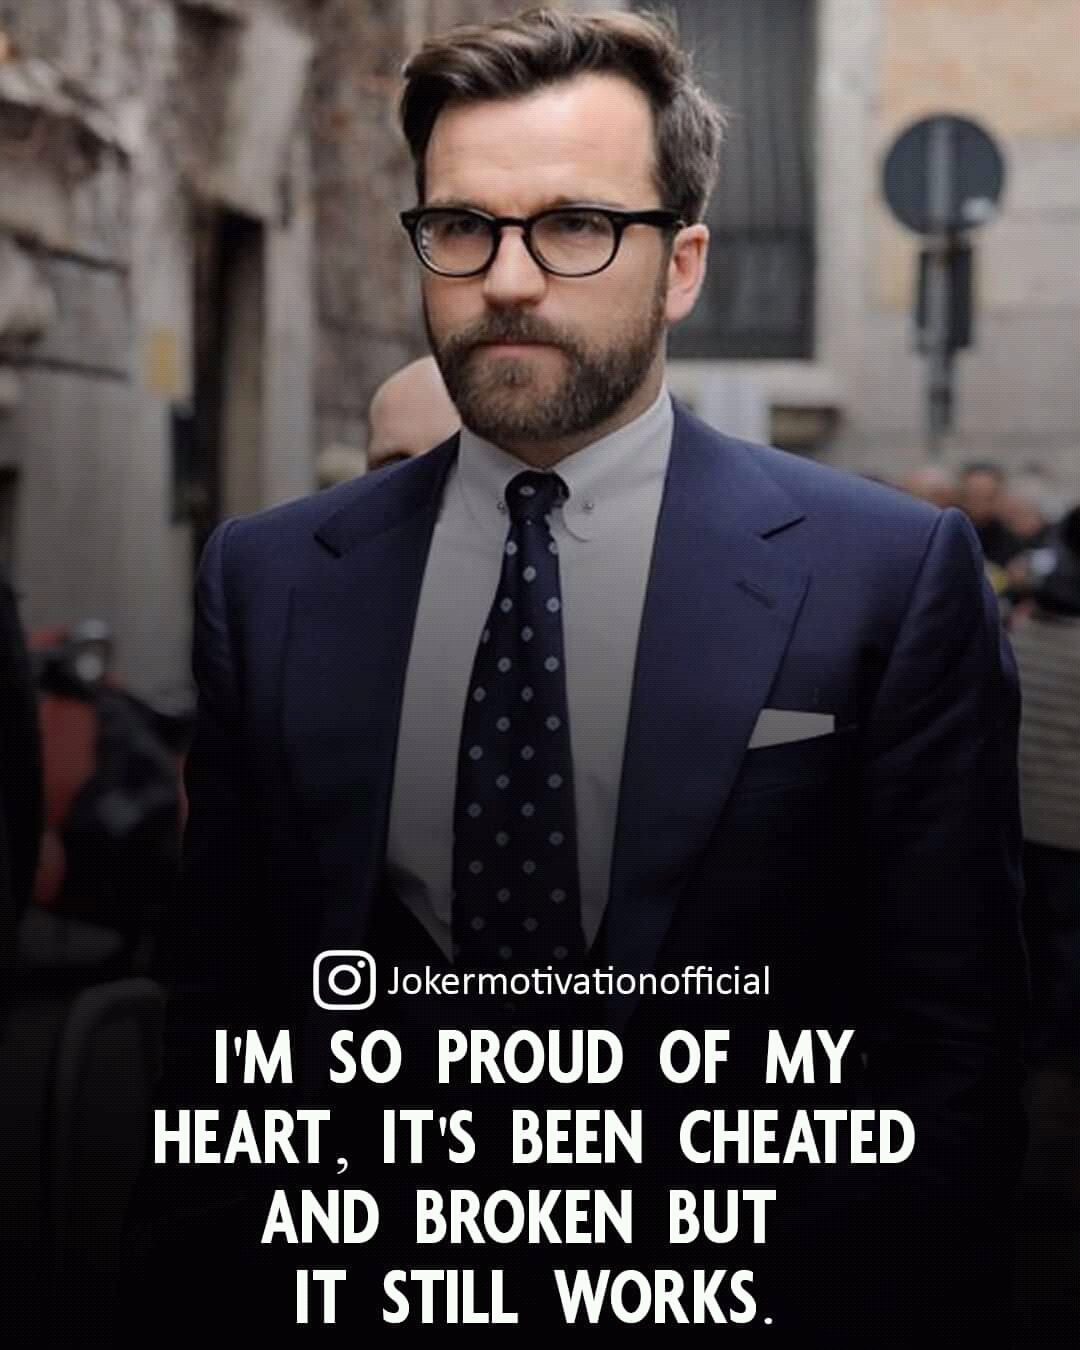 Jokermotivationofficial
I'M SO PROUD OF MY
HEART, IT'S BEEN CHEATED
AND BROKEN BUT
IT STILL WORKS.